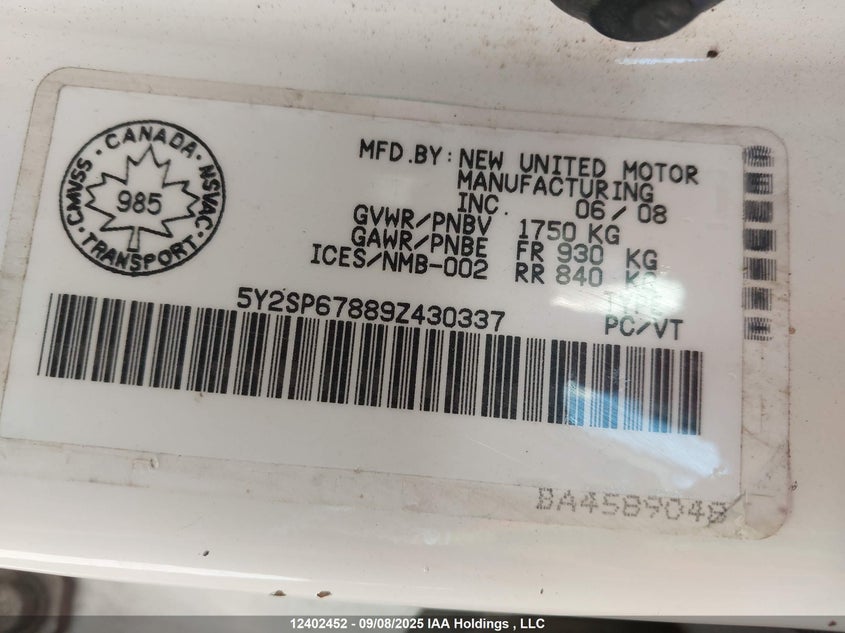 CANADA · NSVAC · TRANSPORT · CMVSS ·
985
MFD.BY: NEW UNITED MOTOR
MANUFACTURING
INC. 06/08
GVWR/PNBV 1750 KG
GAWR/PNBE FR 930 KG
ICES/NMB-002 RR 840 KG
TYPE
5Y2SP67889Z430337 PC/VT
BA4589048
12402452 - 09/08/2025 IAA Holdings , LLC